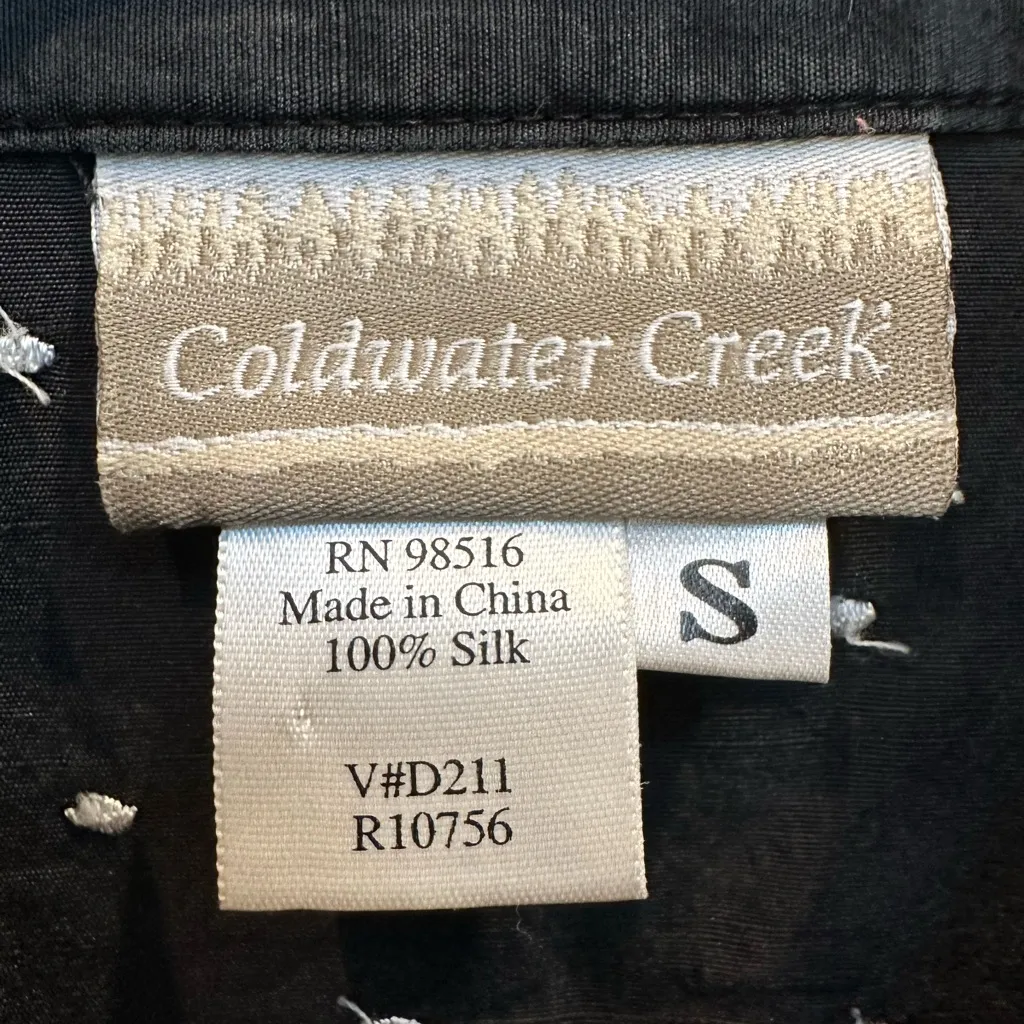 Coldwater Creek®
RN 98516
Made in China
100% Silk
S
V#D211
R10756